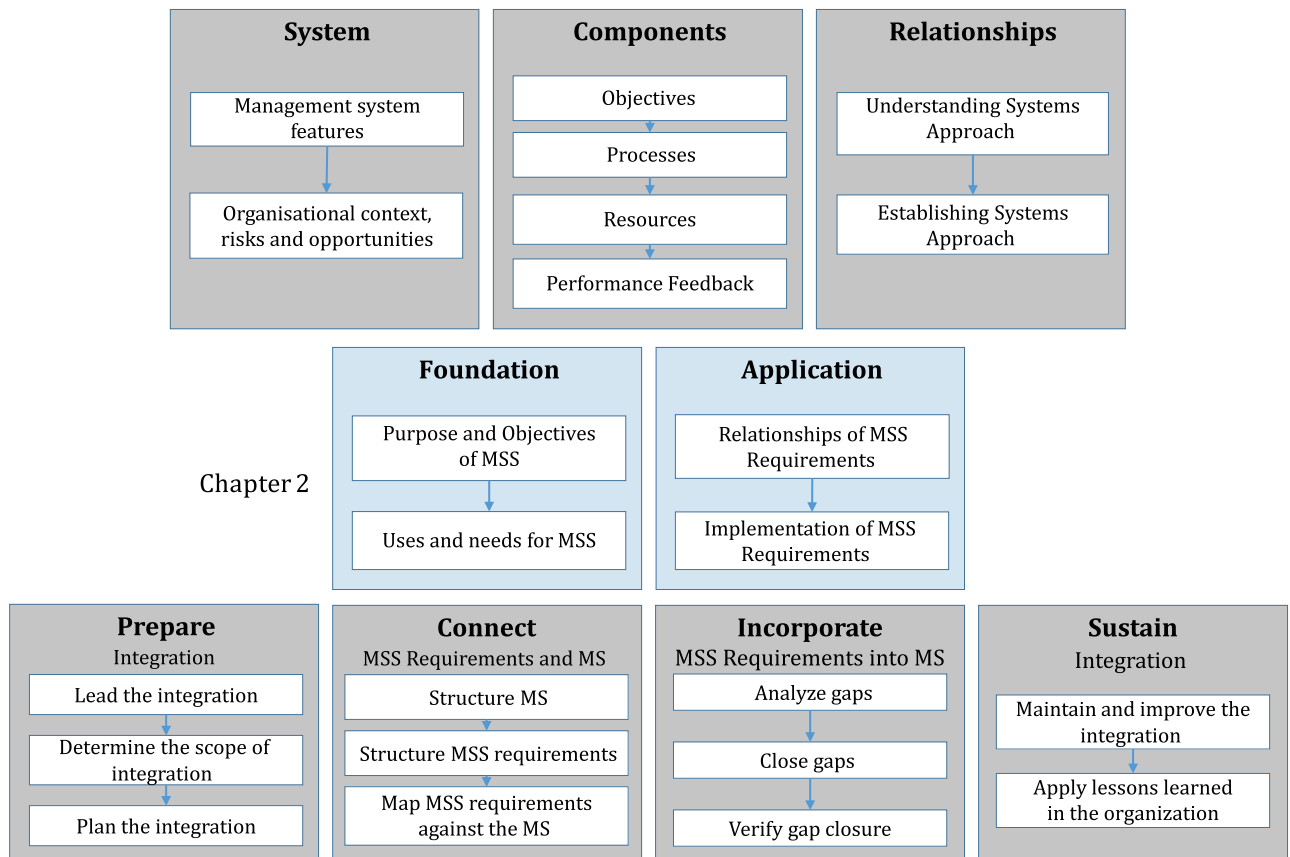 System
Management system
features
Organisational context,
risks and opportunities
Components
Objectives
Processes
Resources
Performance Feedback
Relationships
Understanding Systems
Approach
Establishing Systems
Approach
Chapter 2
Foundation
Purpose and Objectives
of MSS
Uses and needs for MSS
Application
Relationships of MSS
Requirements
Implementation of MSS
Requirements
Prepare
Integration
Lead the integration
Determine the scope of
integration
Plan the integration
Connect
MSS Requirements and MS
Structure MS
Structure MSS requirements
Map MSS requirements
against the MS
Incorporate
MSS Requirements into MS
Analyze gaps
Close gaps
Verify gap closure
Sustain
Integration
Maintain and improve the
integration
Apply lessons learned
in the organization